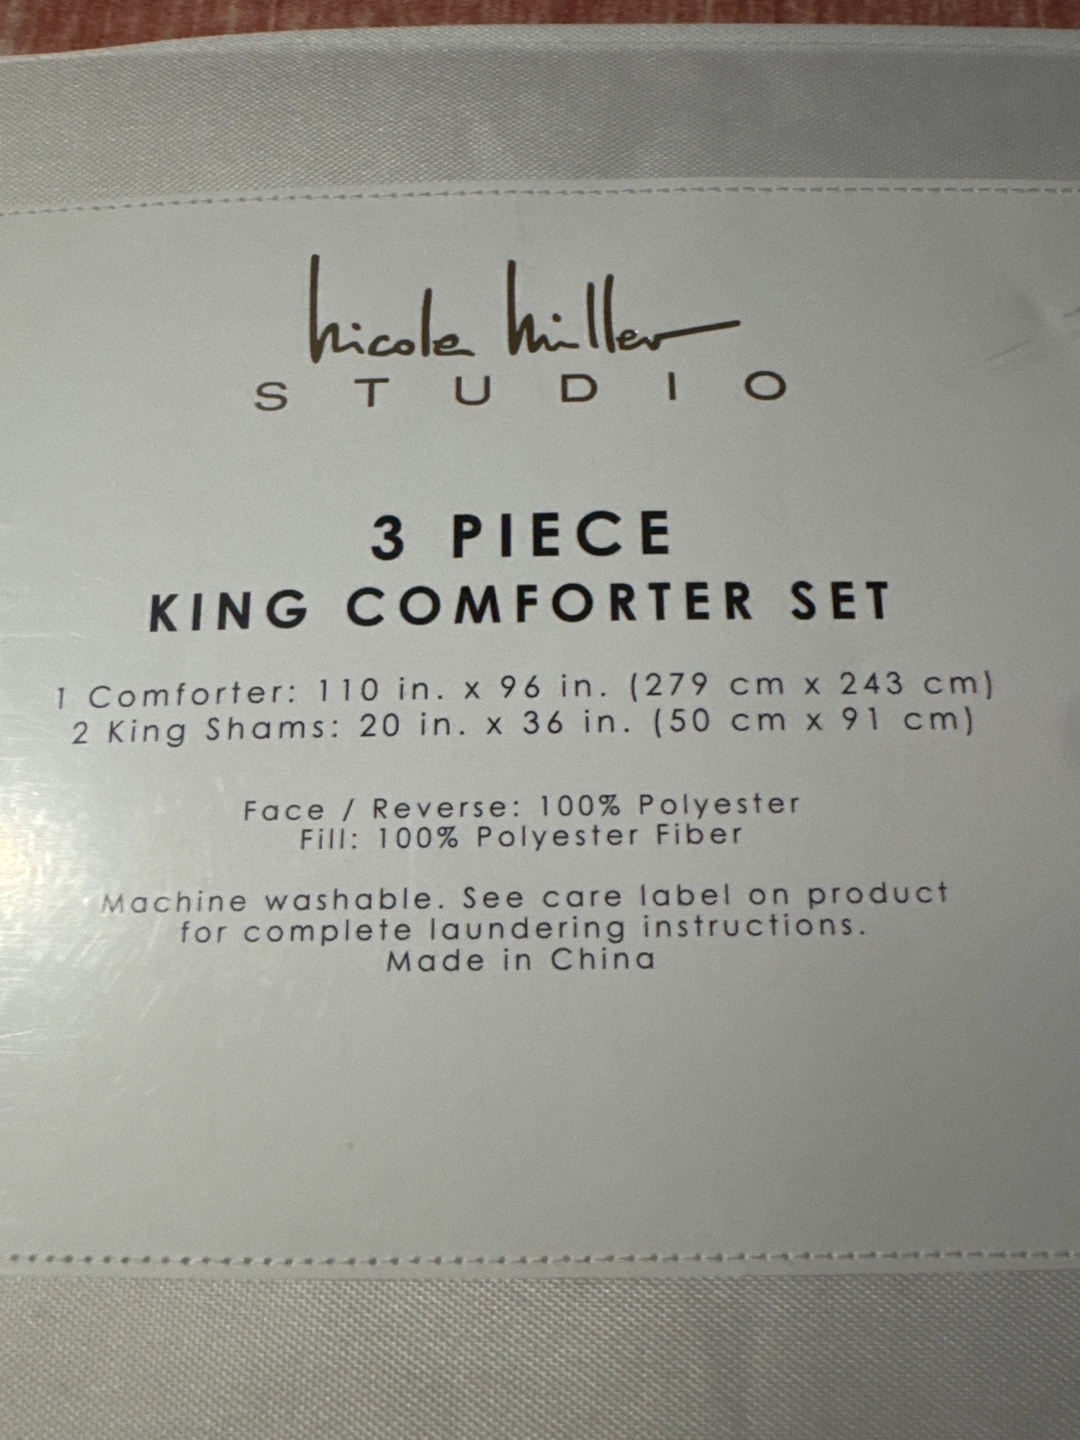 nicole miller
STUDIO
3 PIECE
KING COMFORTER SET
1 Comforter: 110 in. x 96 in. (279 cm x 243 cm)
2 King Shams: 20 in. x 36 in. (50 cm x 91 cm)
Face / Reverse: 100% Polyester
Fill: 100% Polyester Fiber
Machine washable. See care label on product
for complete laundering instructions.
Made in China